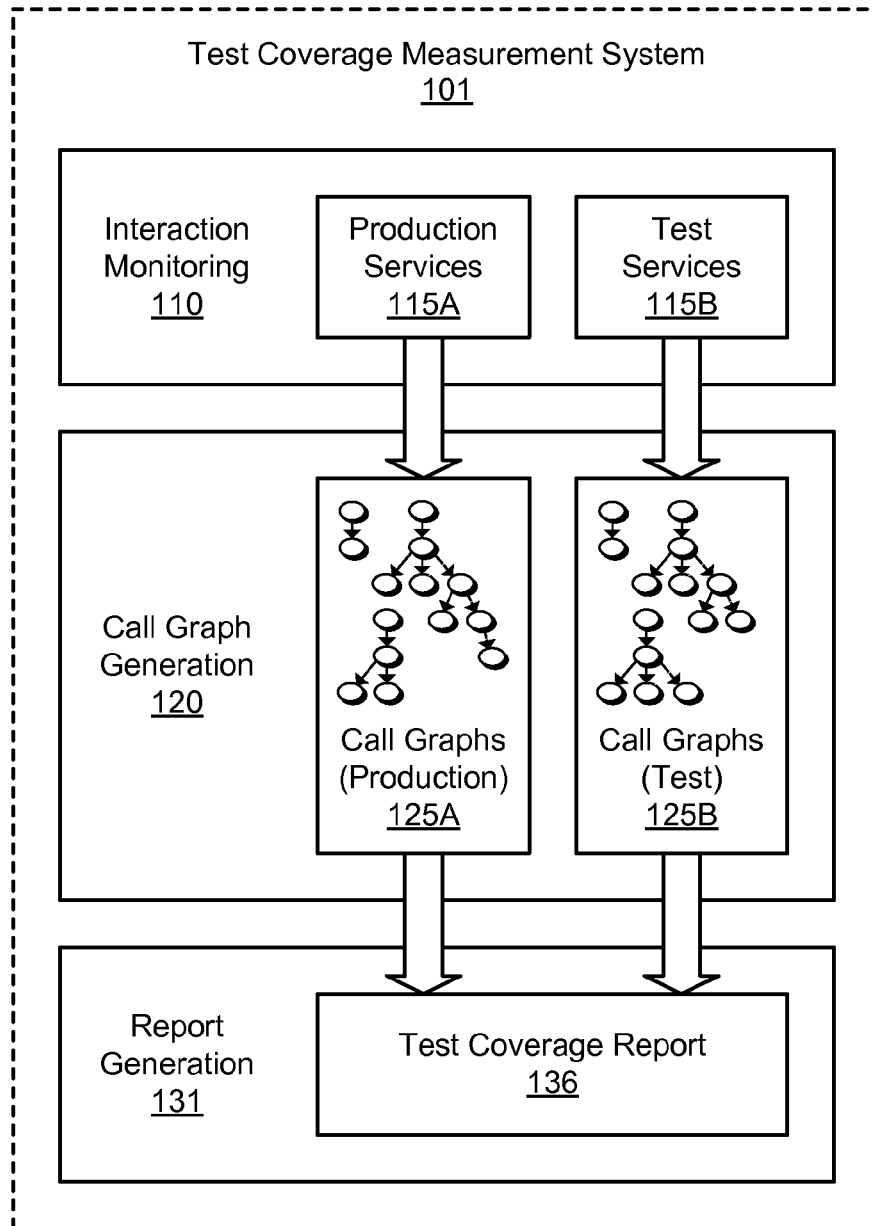 Test Coverage Measurement System
101
Interaction
Monitoring
110
Production
Services
115A
Test
Services
115B
Call Graph
Generation
120
Call Graphs
(Production)
125A
Call Graphs
(Test)
125B
Report
Generation
131
Test Coverage Report
136